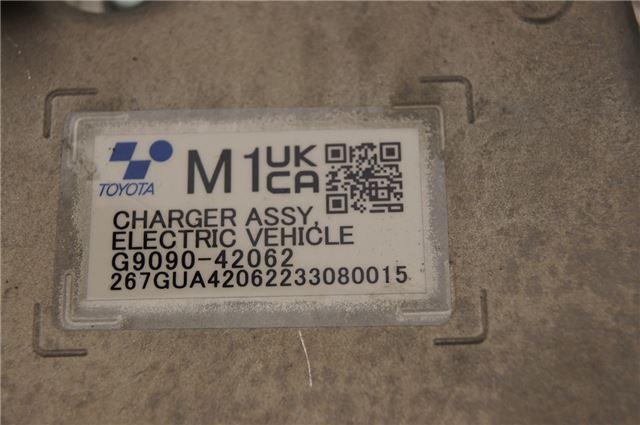 TOYOTA
M1 UK CA
CHARGER ASSY,
ELECTRIC VEHICLE
G9090-42062
267GUA42062233080015